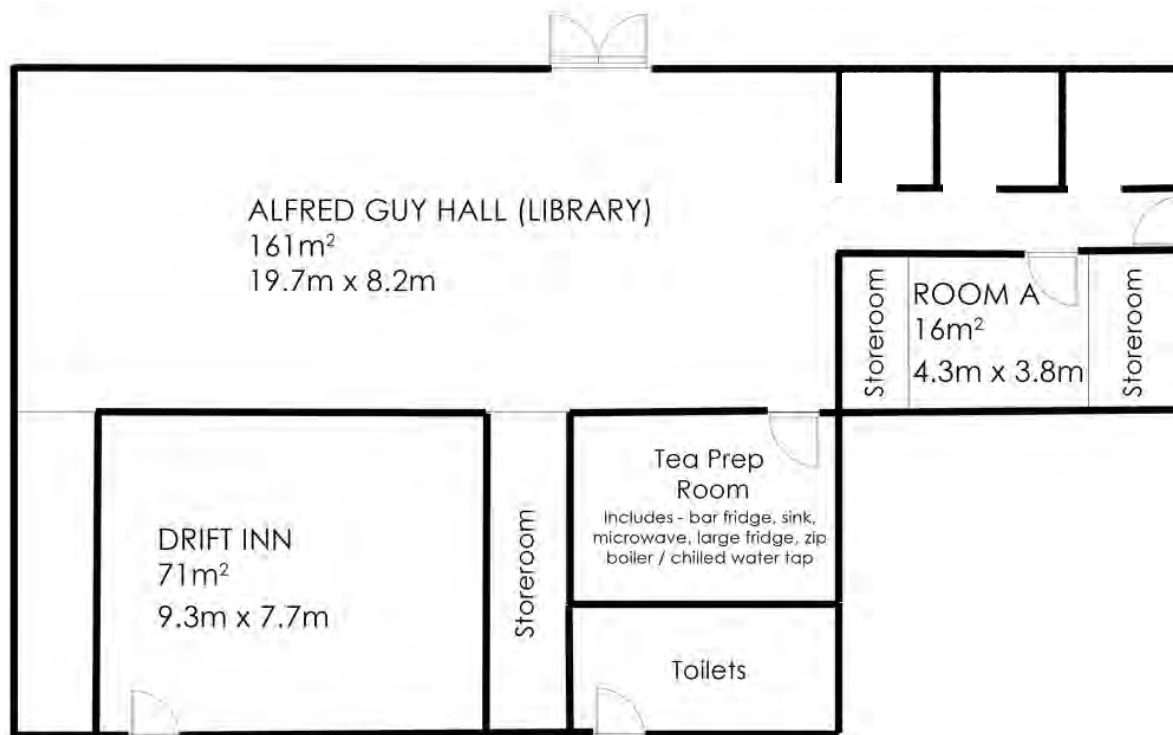 ALFRED GUY HALL (LIBRARY)
161m²
19.7m x 8.2m
Storeroom
ROOM A
16m²
4.3m x 3.8m
Storeroom
DRIFT INN
71m²
9.3m x 7.7m
Storeroom
Tea Prep
Room
Includes - bar fridge, sink,
microwave, large fridge, zip
boiler / chilled water tap
Toilets